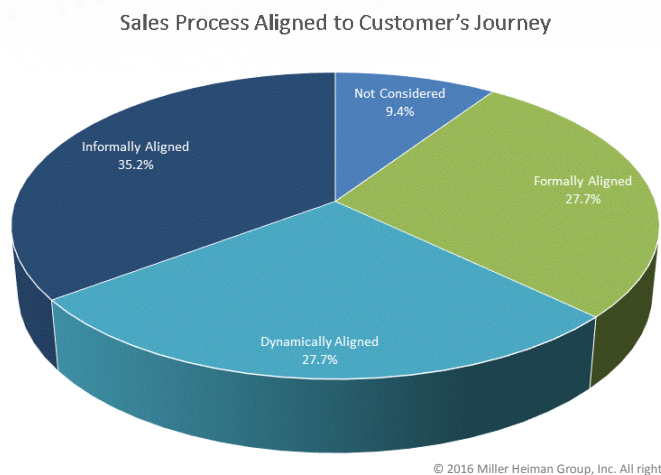 Sales Process Aligned to Customer's Journey
Not Considered
9.4%
Informally Aligned
35.2%
Formally Aligned
27.7%
Dynamically Aligned
27.7%
© 2016 Miller Heiman Group, Inc. All right